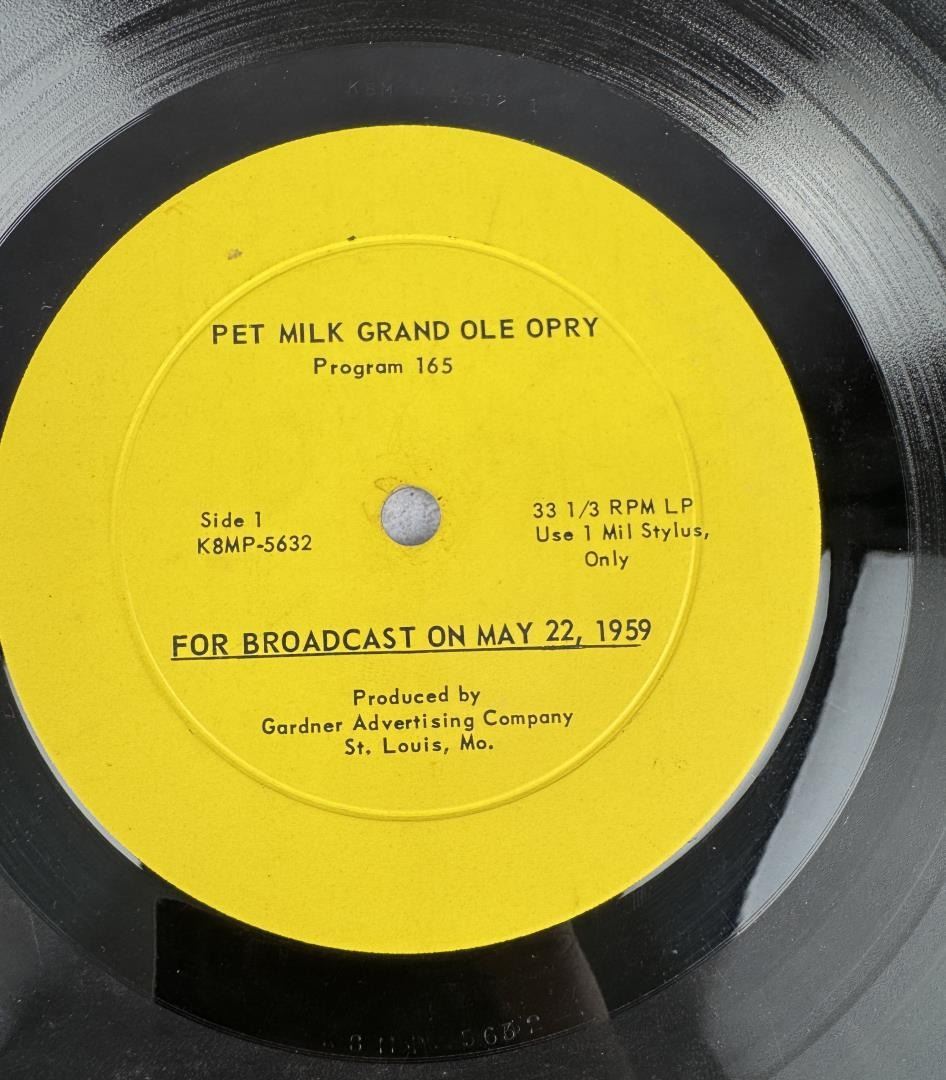 PET MILK GRAND OLE OPRY
Program 165
Side 1
K8MP-5632
33 1/3 RPM LP
Use 1 Mil Stylus,
Only
FOR BROADCAST ON MAY 22, 1959
Produced by
Gardner Advertising Company
St. Louis, Mo.